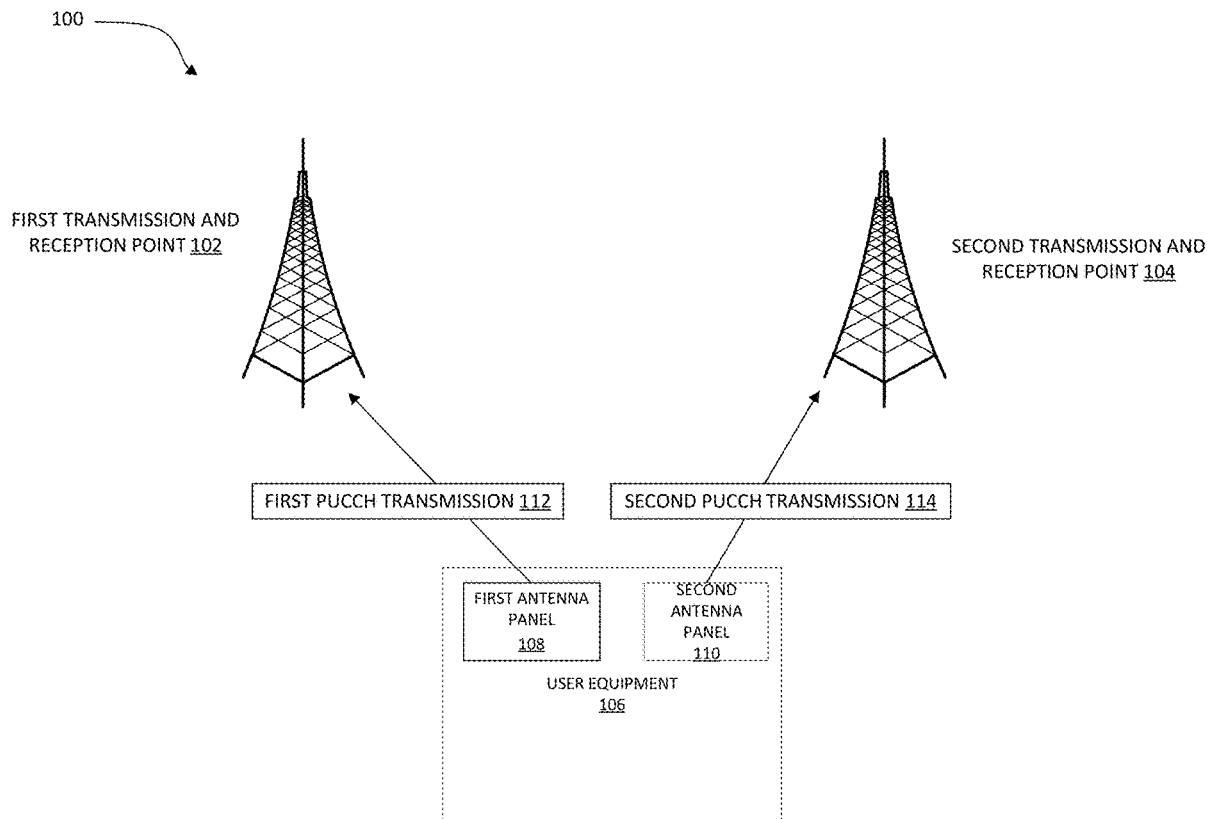 100
FIRST TRANSMISSION AND
RECEPTION POINT 102
SECOND TRANSMISSION AND
RECEPTION POINT 104
FIRST PUCCH TRANSMISSION 112
SECOND PUCCH TRANSMISSION 114
FIRST ANTENNA
PANEL
108
SECOND
ANTENNA
PANEL
110
USER EQUIPMENT
106